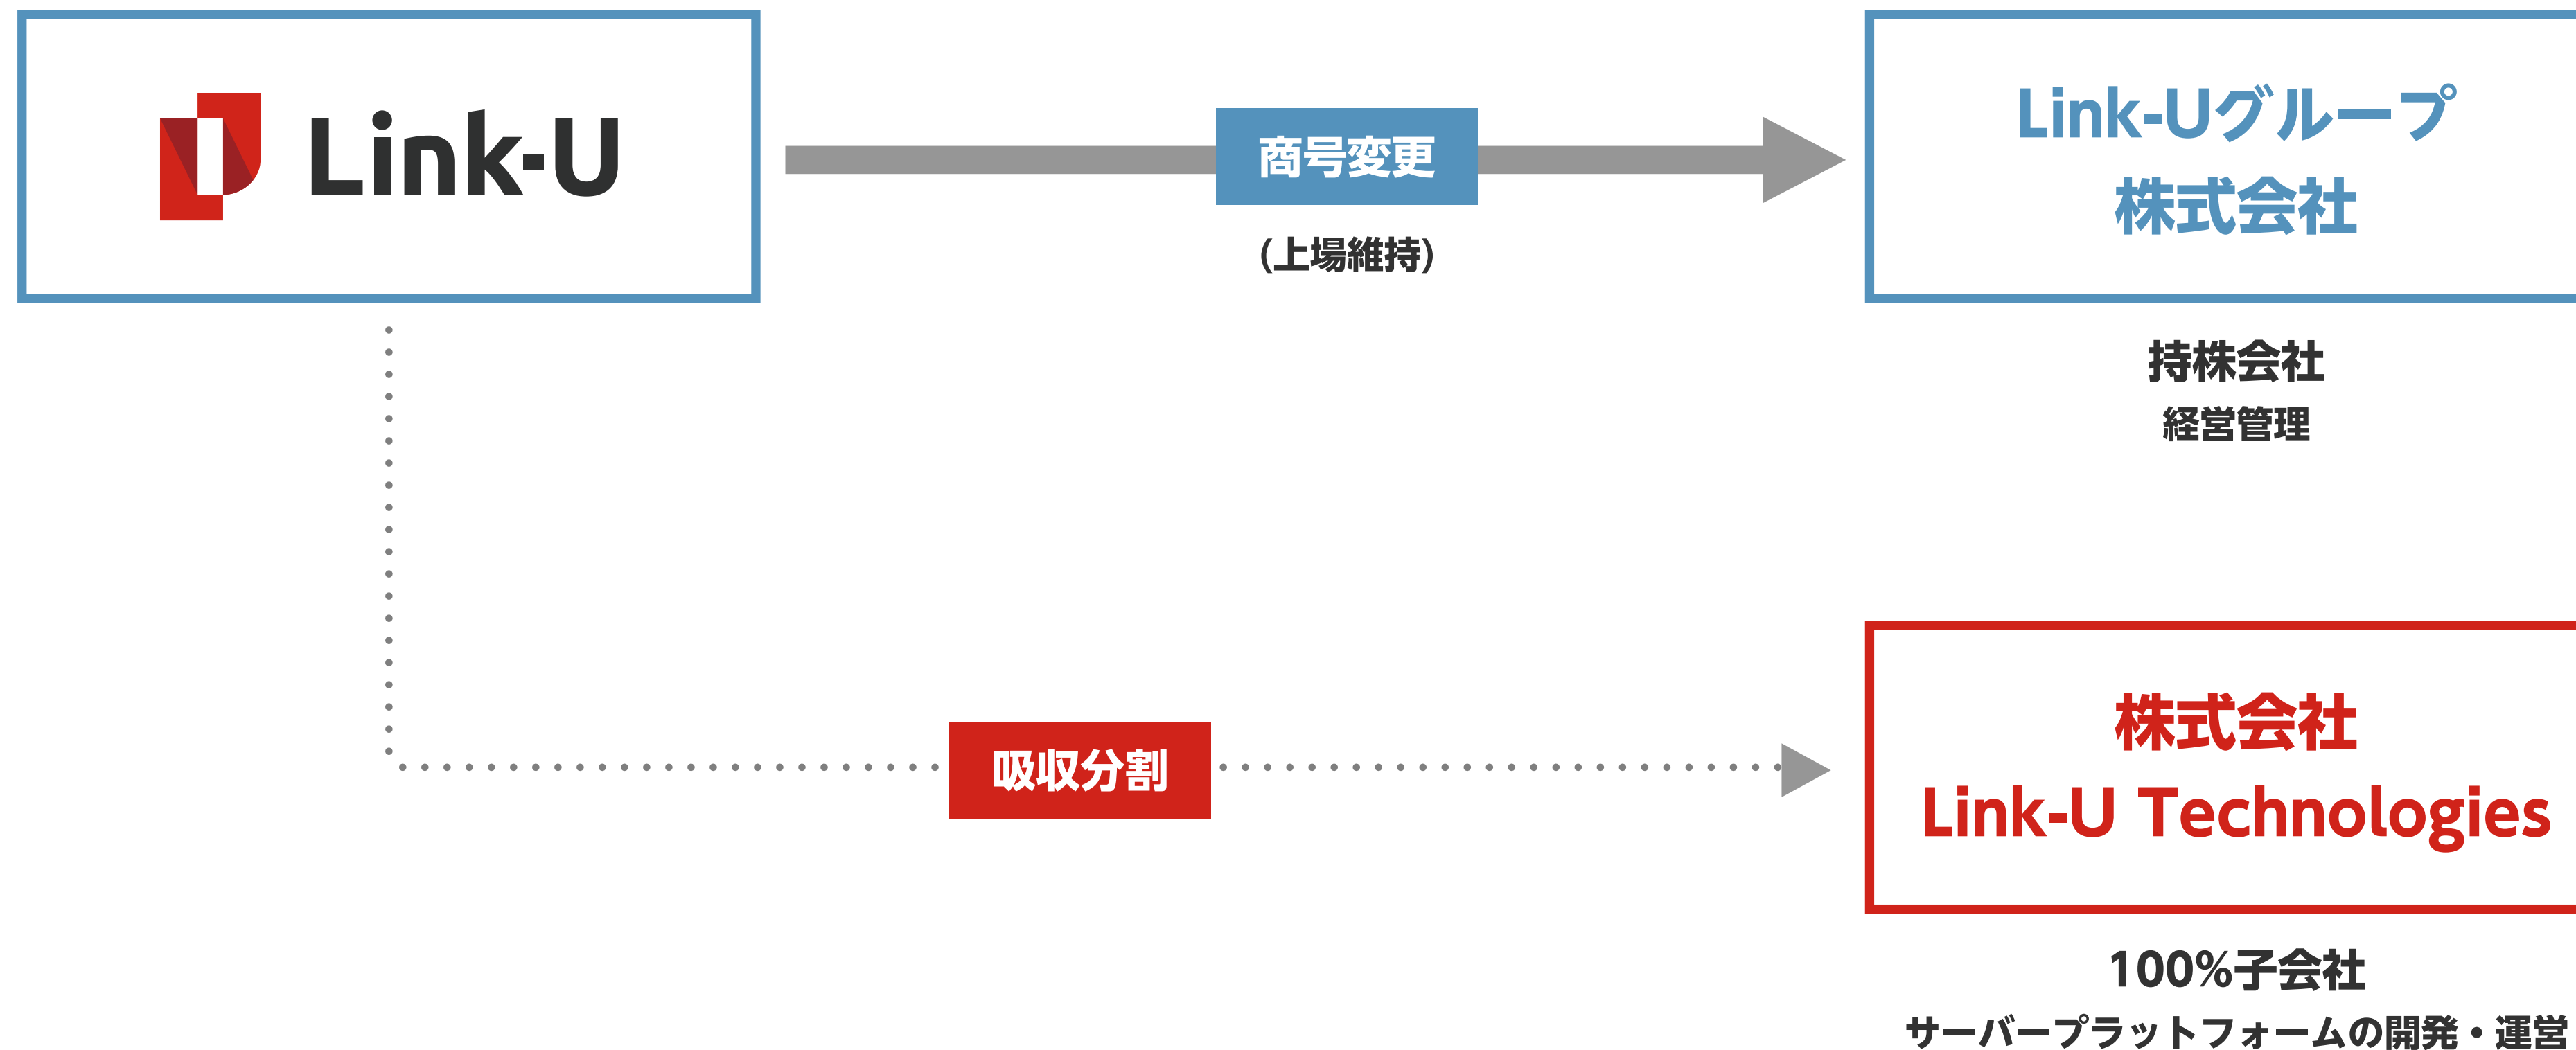 Link-U
商号変更
(上場維持)
Link-Uグループ
株式会社
持株会社
経営管理
吸収分割
株式会社
Link-U Technologies
100%子会社
サーバープラットフォームの開発・運営